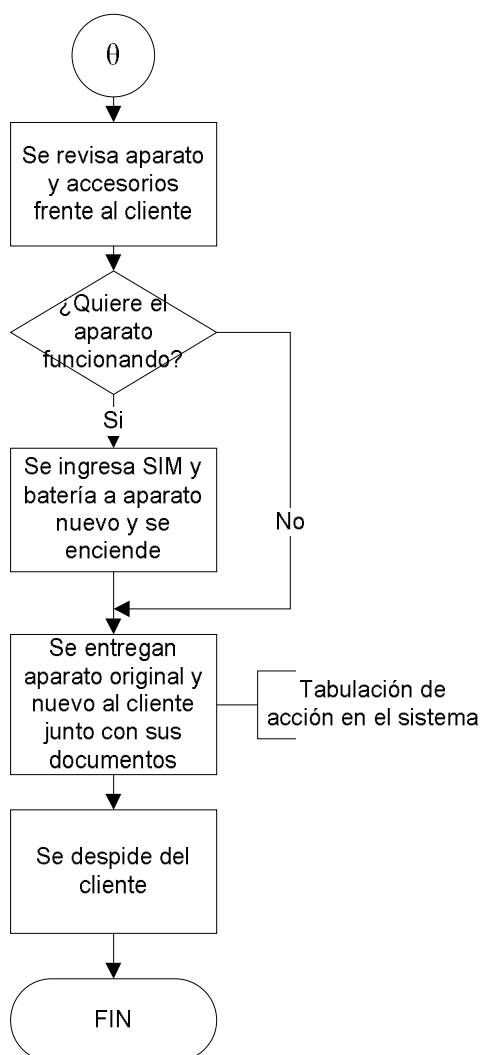 θ
Se revisa aparato
y accesorios
frente al cliente
¿Quiere el
aparato
funcionando?
Si
Se ingresa SIM y
batería a aparato
nuevo y se
enciende
No
Se entregan
aparato original y
nuevo al cliente
junto con sus
documentos
Tabulación de
acción en el sistema
Se despide del
cliente
FIN